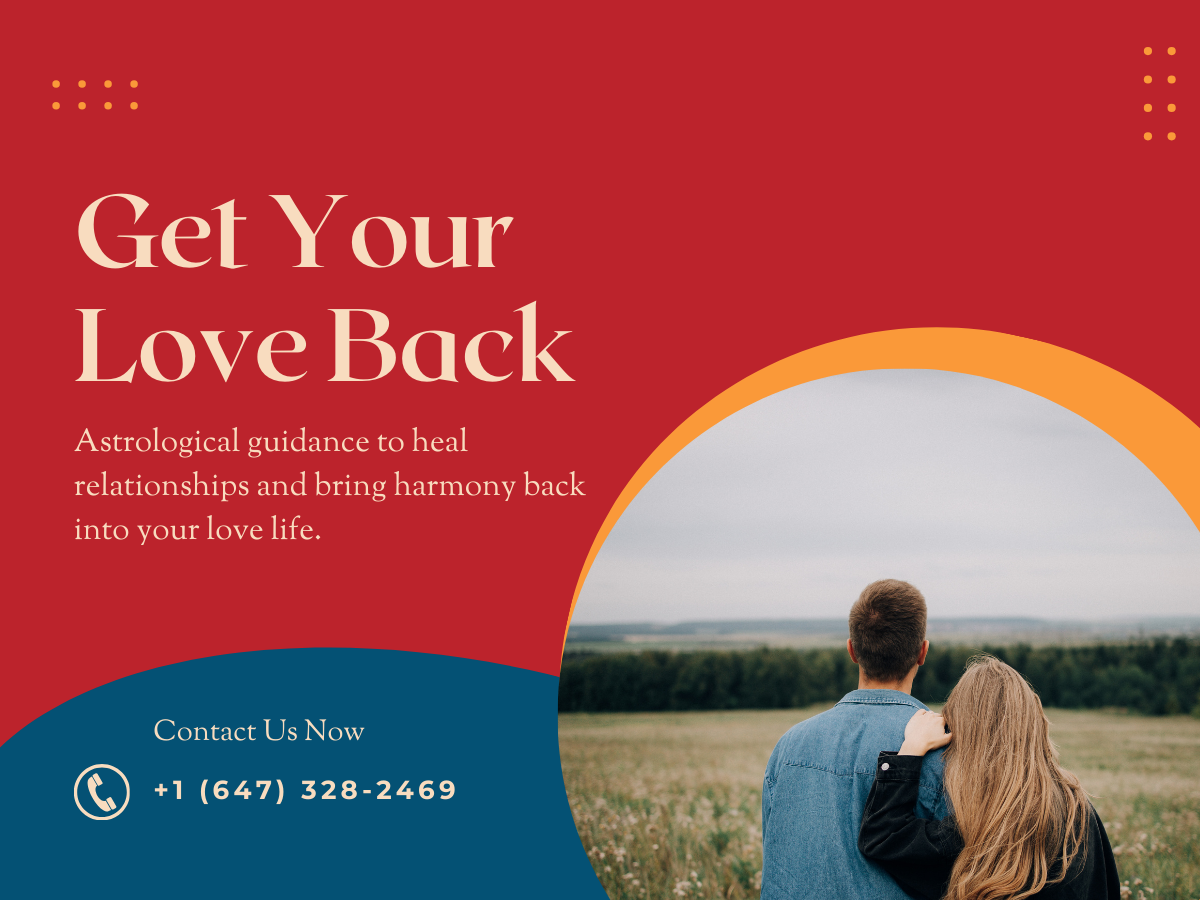 Get Your
Love Back
Astrological guidance to heal
relationships and bring harmony back
into your love life.
Contact Us Now
+1 (647) 328-2469